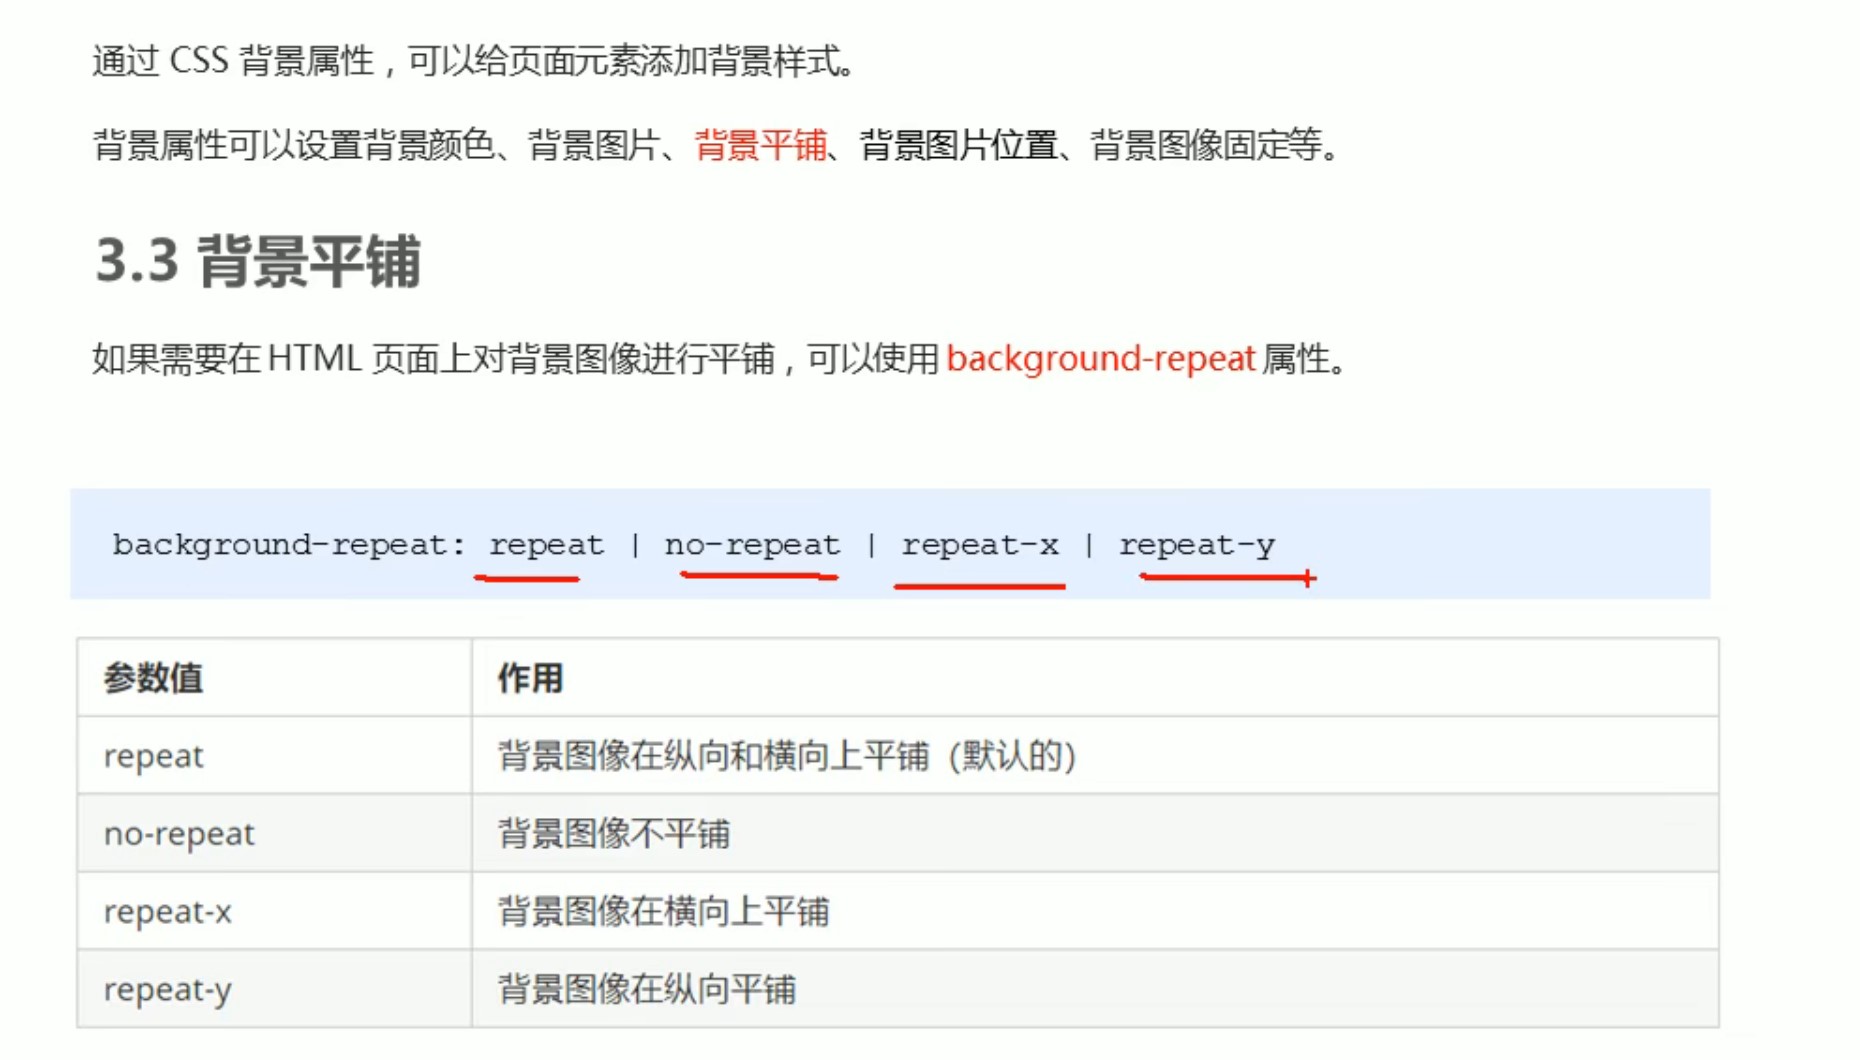 通过 CSS 背景属性，可以给页面元素添加背景样式。
背景属性可以设置背景颜色、背景图片、背景平铺、背景图片位置、背景图像固定等。
3.3 背景平铺
如果需要在 HTML 页面上对背景图像进行平铺，可以使用 background-repeat 属性。
background-repeat: repeat | no-repeat | repeat-x | repeat-y
参数值 作用
repeat 背景图像在纵向和横向上平铺（默认的）
no-repeat 背景图像不平铺
repeat-x 背景图像在横向上平铺
repeat-y 背景图像在纵向平铺